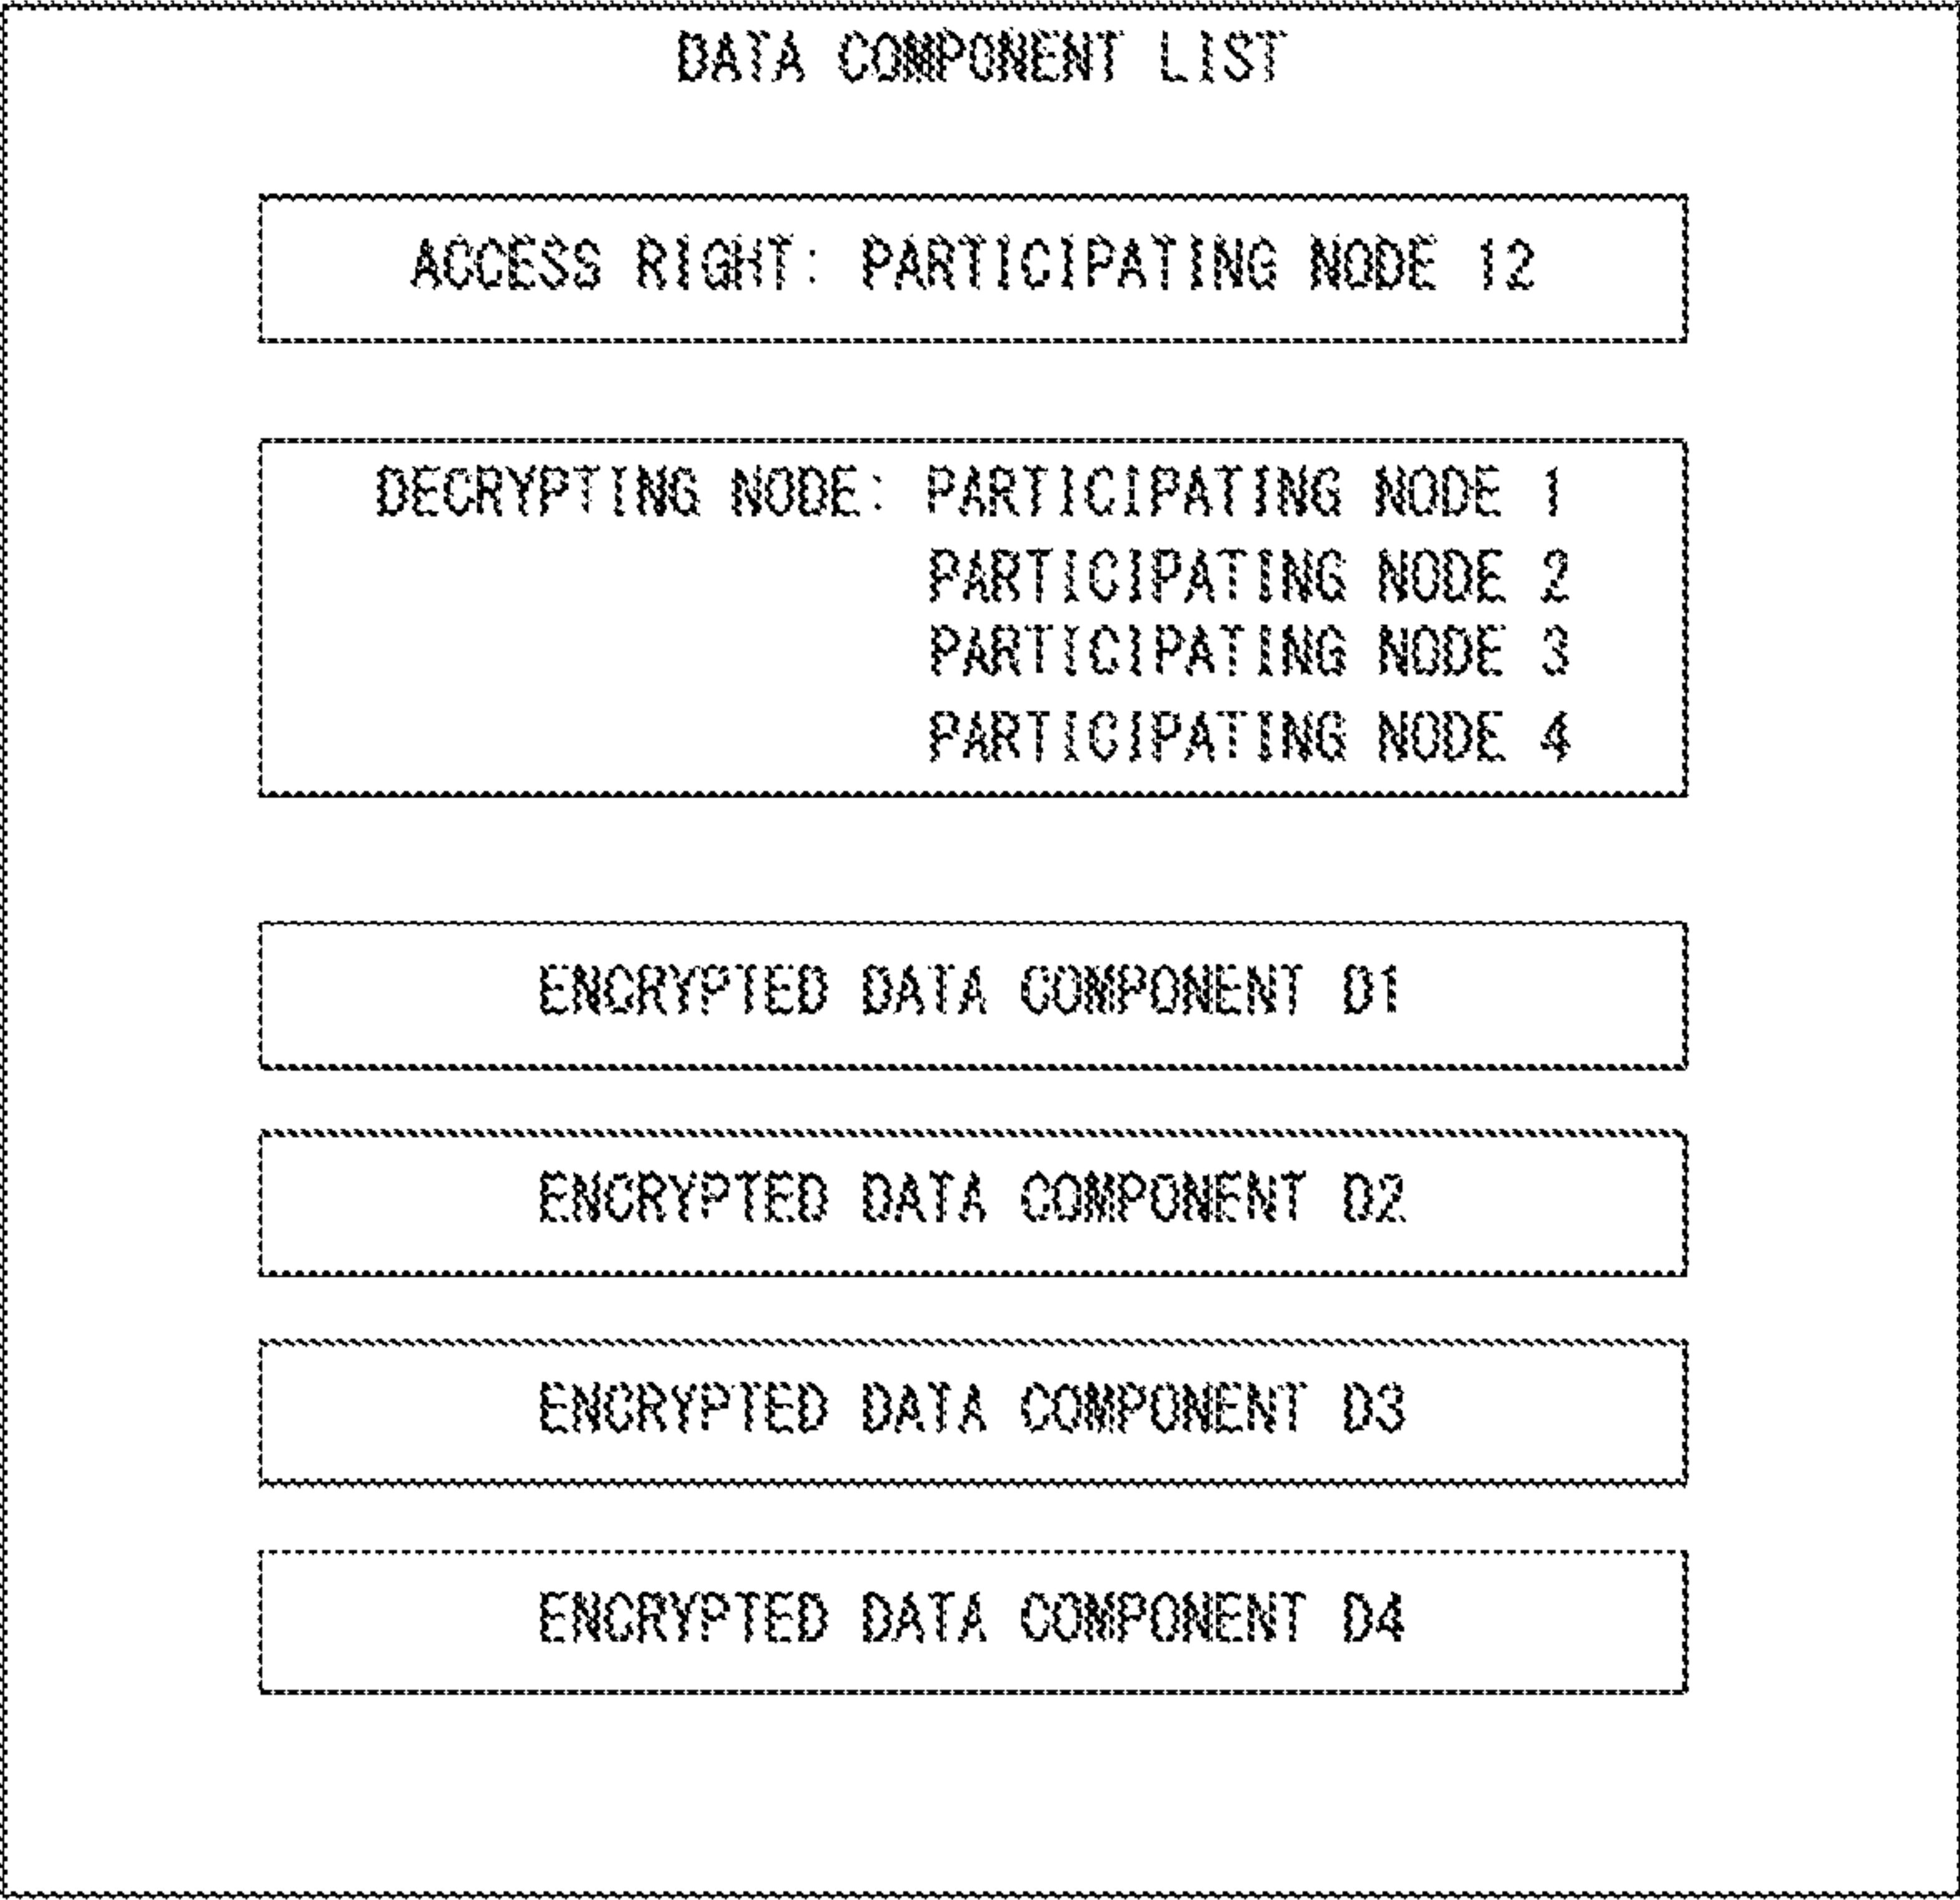 DATA COMPONENT LIST
ACCESS RIGHT: PARTICIPATING NODE 12
DECRYPTING NODE: PARTICIPATING NODE 1
PARTICIPATING NODE 2
PARTICIPATING NODE 3
PARTICIPATING NODE 4
ENCRYPTED DATA COMPONENT D1
ENCRYPTED DATA COMPONENT D2
ENCRYPTED DATA COMPONENT D3
ENCRYPTED DATA COMPONENT D4